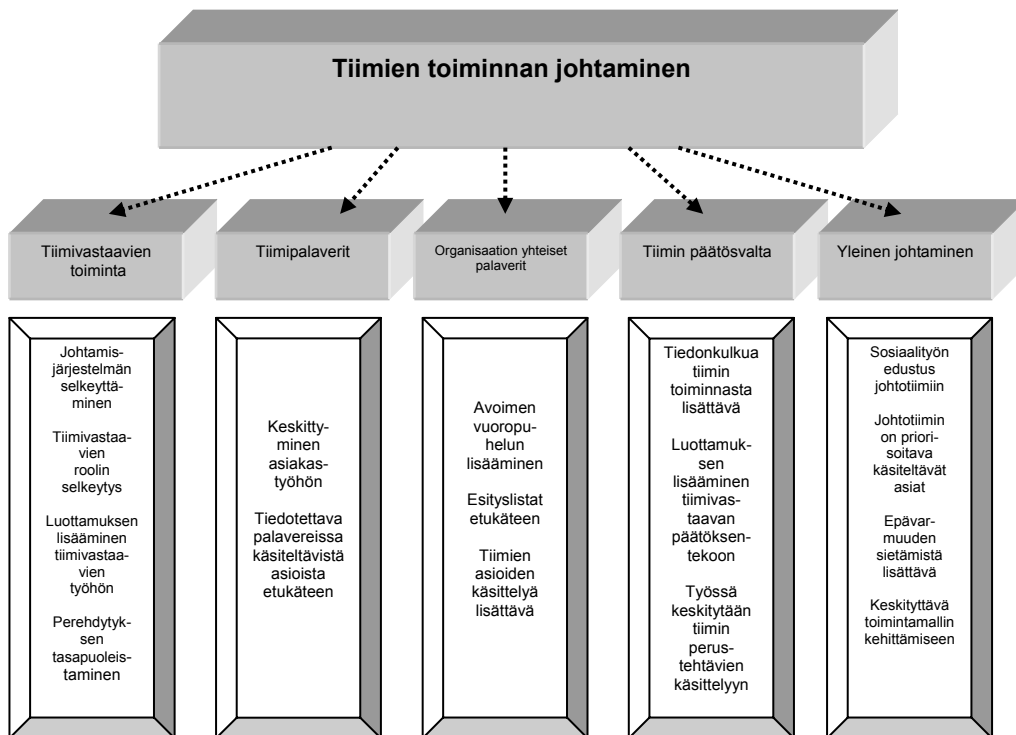 Tiimien toiminnan johtaminen
Tiimivastaavien
toiminta
Tiimipalaverit
Organisaation yhteiset
palaverit
Tiimin päätösvalta
Yleinen johtaminen
Johtamis-
järjestelmän
selkeyttä-
minen
Tiimivastaa-
vien
roolin
selkeytys
Luottamuksen
lisääminen
tiimivastaa-
vien
työhön
Perehdytyk-
sen
tasapuoleis-
taminen
Keskitty-
minen
asiakas-
työhön
Tiedotettava
palavereissa
käsiteltävistä
asioista
etukäteen
Avoimen
vuoropu-
helun
lisääminen
Esityslistat
etukäteen
Tiimien
asioiden
käsittelyä
lisättävä
Tiedonkulkua
tiimin
toiminnasta
lisättävä
Luottamuk-
sen
lisääminen
tiimivas-
taavan
päätöksen-
tekoon
Työssä
keskitytään
tiimin
perus-
tehtävien
käsittelyyn
Sosiaalityön
edustus
johtotiimiin
Johtotiimin
on priori-
soitava
käsiteltävät
asiat
Epävar-
muuden
sietämistä
lisättävä
Keskityttävä
toimintamallin
kehittämiseen